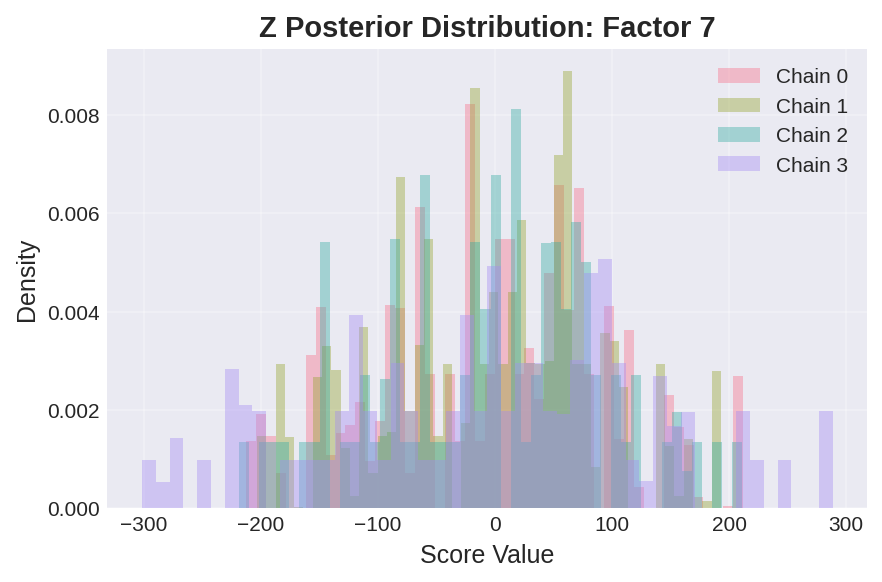 Z Posterior Distribution: Factor 7
Chain 0
Chain 1
Chain 2
Chain 3
Density
0.008
0.006
0.004
0.002
0.000
−300 −200 −100 0 100 200 300
Score Value